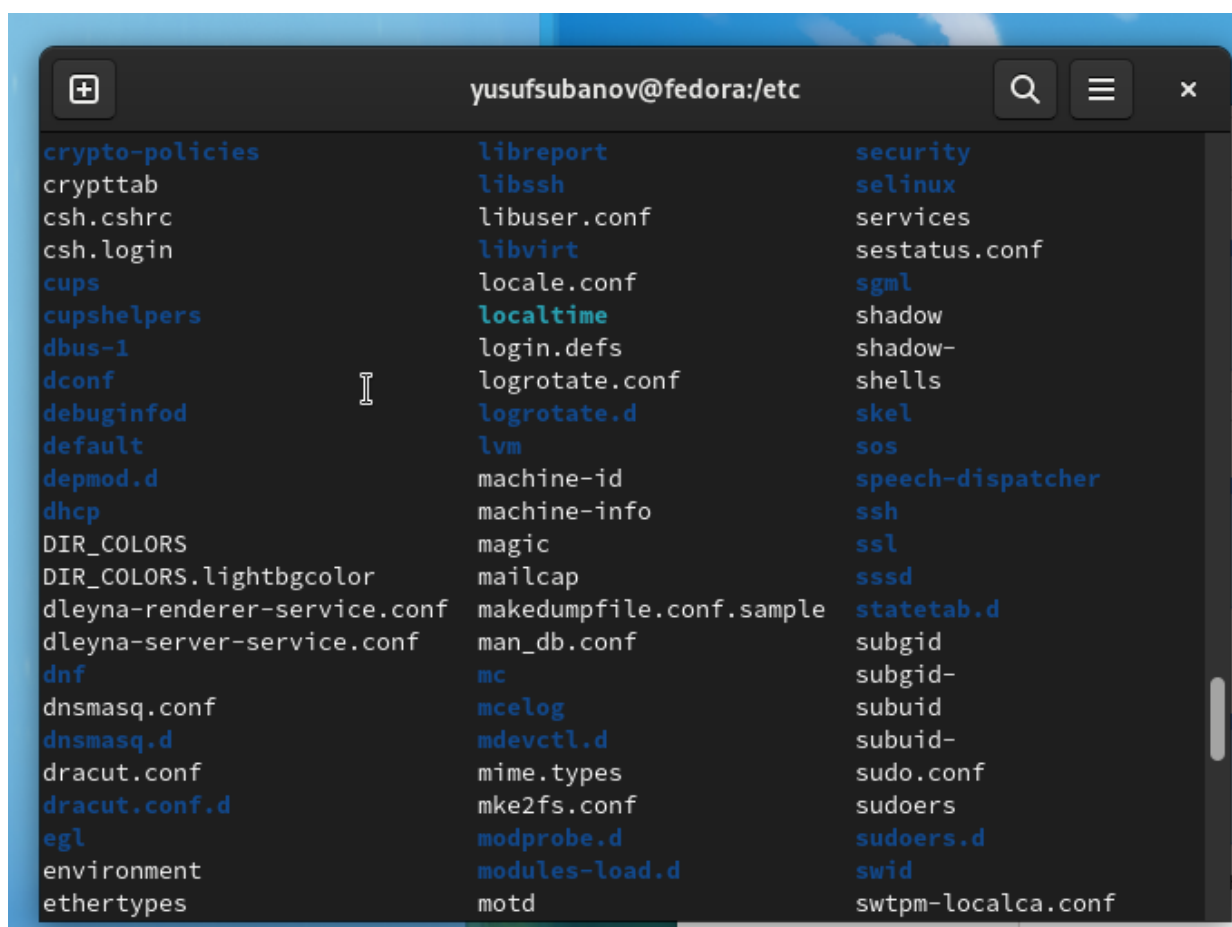 yusufsubanov@fedora:/etc
crypto-policies libreport security
crypttab libssh selinux
csh.cshrc libuser.conf services
csh.login libvirt sestatus.conf
cups locale.conf sgml
cupshelpers localtime shadow
dbus-1 login.defs shadow-
dconf logrotate.conf shells
debuginfod logrotate.d skel
default lvm sos
depmod.d machine-id speech-dispatcher
dhcp machine-info ssh
DIR_COLORS magic ssl
DIR_COLORS.lightbgcolor mailcap sssd
dleyna-renderer-service.conf makedumpfile.conf.sample statetab.d
dleyna-server-service.conf man_db.conf subgid
dnf mc subgid-
dnsmasq.conf mcelog subuid
dnsmasq.d mdevctl.d subuid-
dracut.conf mime.types sudo.conf
dracut.conf.d mke2fs.conf sudoers
egl modprobe.d sudoers.d
environment modules-load.d swid
ethertypes motd swtpm-localca.conf